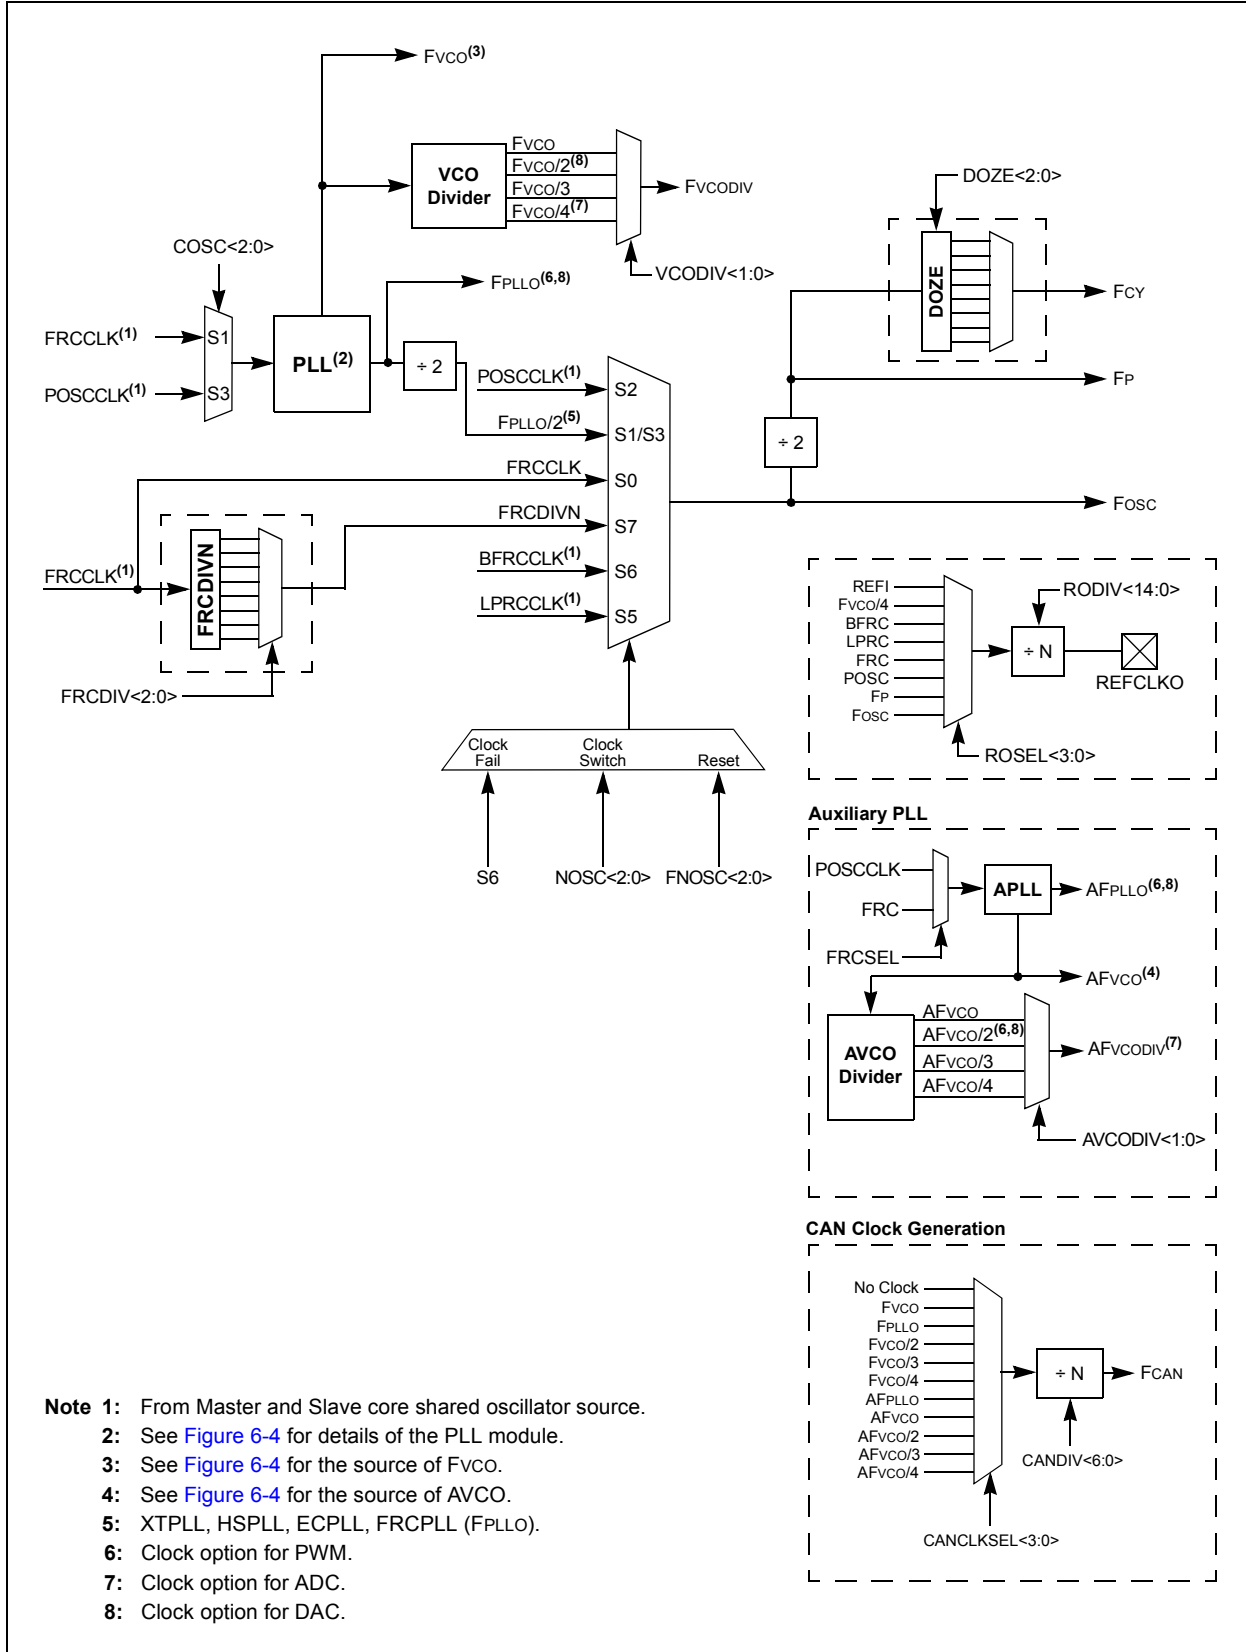 FVCO(3)
VCO
Divider
FVCO
FVCO/2(8)
FVCO/3
FVCO/4(7)
FVCODIV
VCODIV<1:0>
DOZE<2:0>
DOZE
FCY
COSC<2:0>
FPLLO(6,8)
FRCCLK(1)
S1
POSCCLK(1)
S3
PLL(2)
÷ 2
POSCCLK(1)
S2
FPLLO/2(5)
S1/S3
FRCCLK
S0
FRCDIVN
S7
BFRCCLK(1)
S6
LPRCCLK(1)
S5
FP
÷ 2
FOSC
FRCCLK(1)
FRCDIVN
FRCDIV<2:0>
Clock
Fail
Clock
Switch
Reset
S6
NOSC<2:0>
FNOSC<2:0>
REFI
FVCO/4
BFRC
LPRC
FRC
POSC
FP
FOSC
RODIV<14:0>
÷ N
REFCLKO
ROSEL<3:0>
Auxiliary PLL
POSCCLK
FRC
FRCSEL
APLL
AFPLLO(6,8)
AFVCO(4)
AVCO
Divider
AFVCO
AFVCO/2(6,8)
AFVCO/3
AFVCO/4
AFVCODIV(7)
AVCODIV<1:0>
CAN Clock Generation
No Clock
FVCO
FPLLO
FVCO/2
FVCO/3
FVCO/4
AFPLLO
AFVCO
AFVCO/2
AFVCO/3
AFVCO/4
÷ N
FCAN
CANDIV<6:0>
CANCLKSEL<3:0>
Note 1: From Master and Slave core shared oscillator source.
2: See Figure 6-4 for details of the PLL module.
3: See Figure 6-4 for the source of FVCO.
4: See Figure 6-4 for the source of AVCO.
5: XTPLL, HSPLL, ECPLL, FRCPLL (FPLLO).
6: Clock option for PWM.
7: Clock option for ADC.
8: Clock option for DAC.